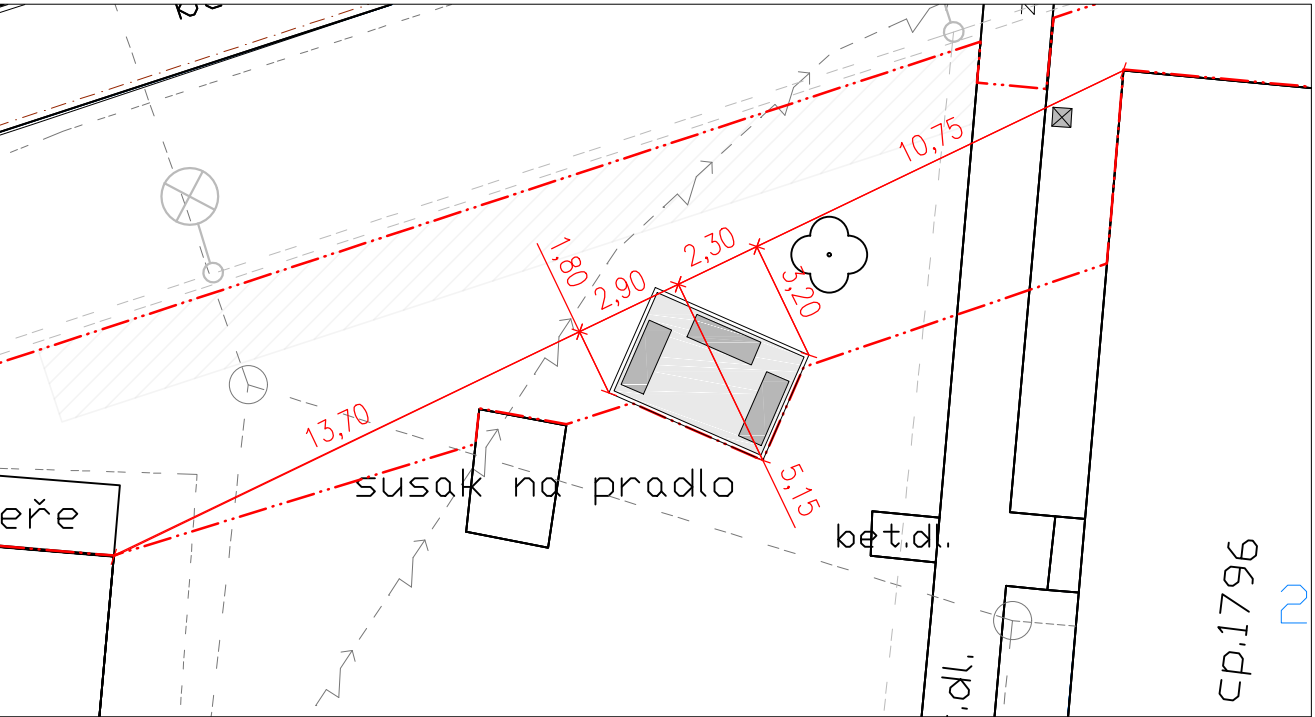 10,75
2,30
1,80
2,90
3,20
13,70
susak na pradlo
5,15
eře
bet.dl.
cp.1796
2
.dl.